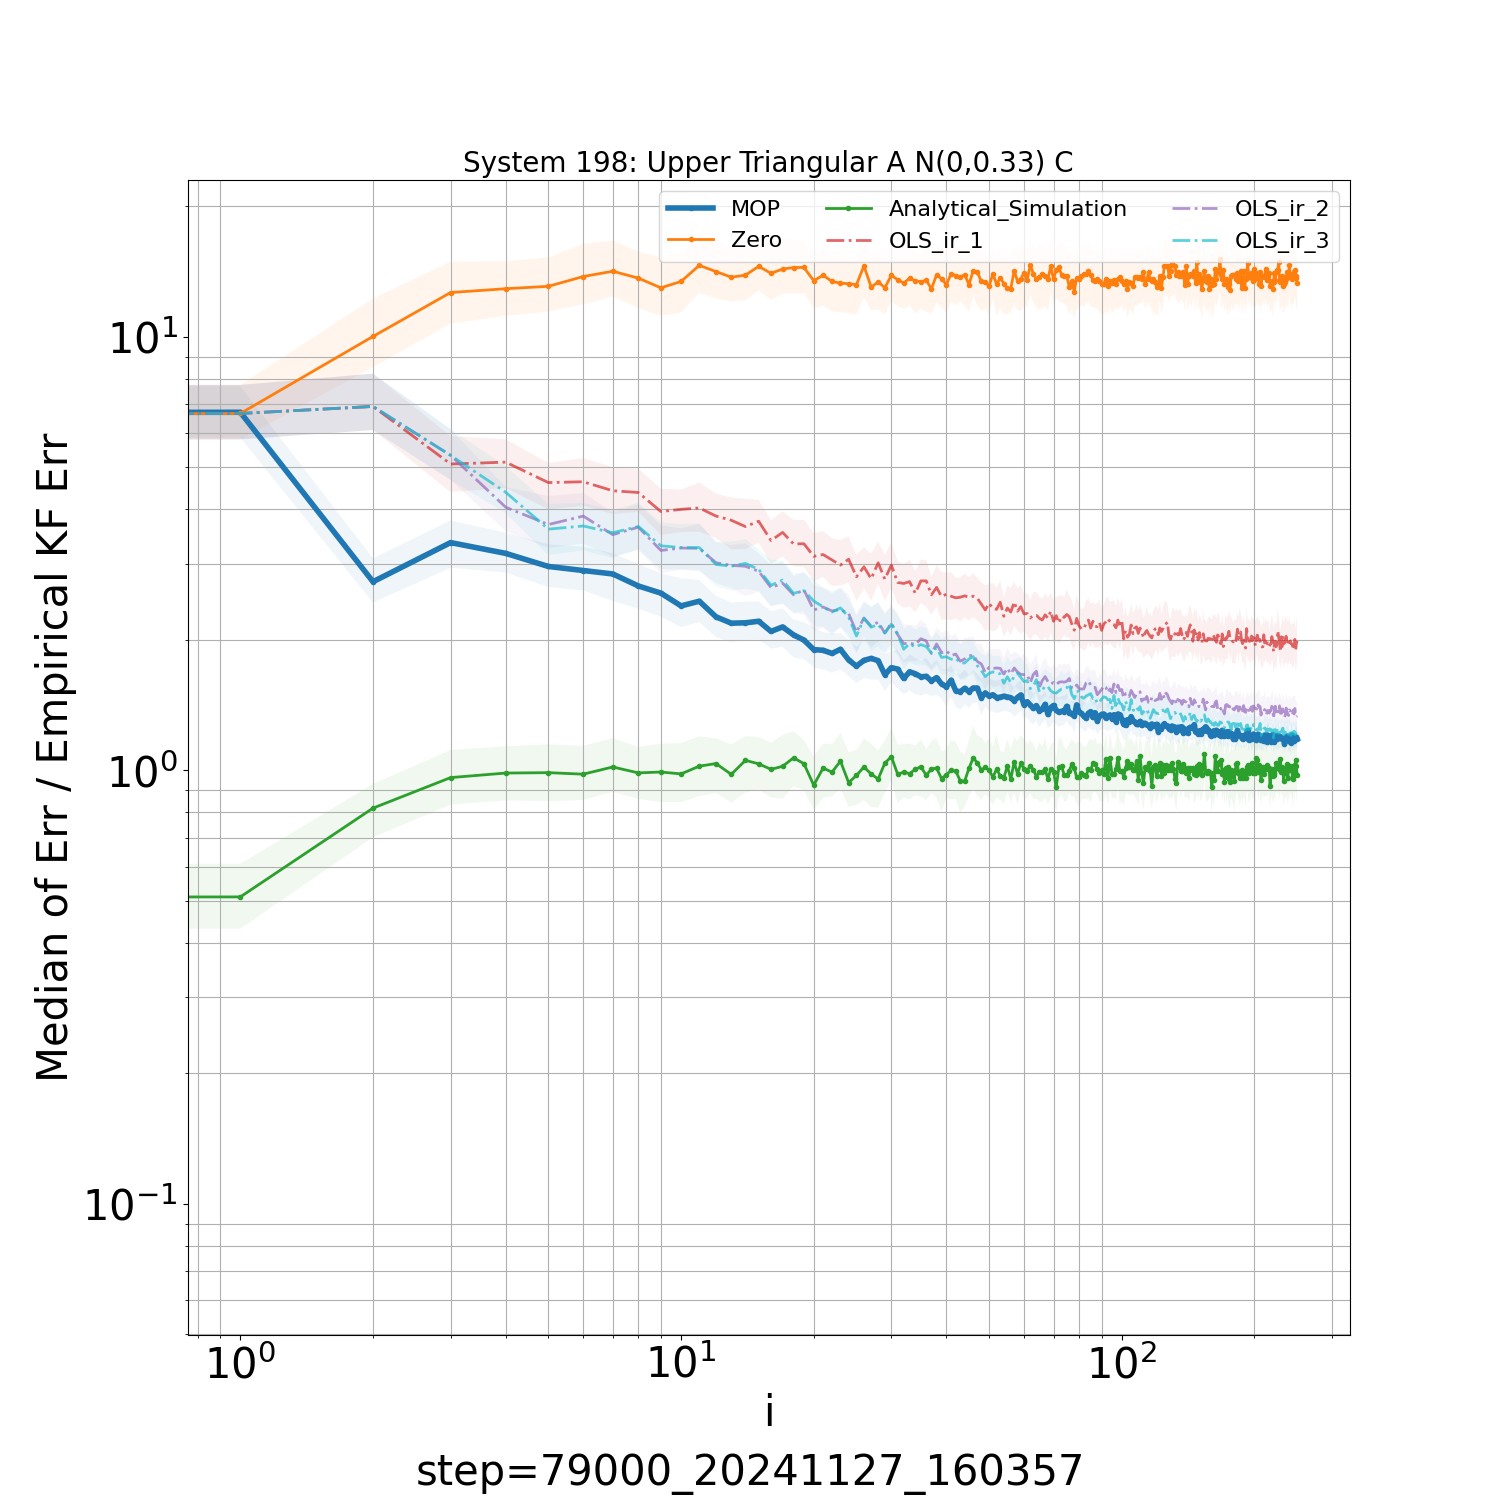 System 198: Upper Triangular A N(0,0.33) C
MOP
Zero
Analytical_Simulation
OLS_ir_1
OLS_ir_2
OLS_ir_3
Median of Err / Empirical KF Err
10¹
10⁰
10⁻¹
10⁰ 10¹ 10²
i
step=79000_20241127_160357